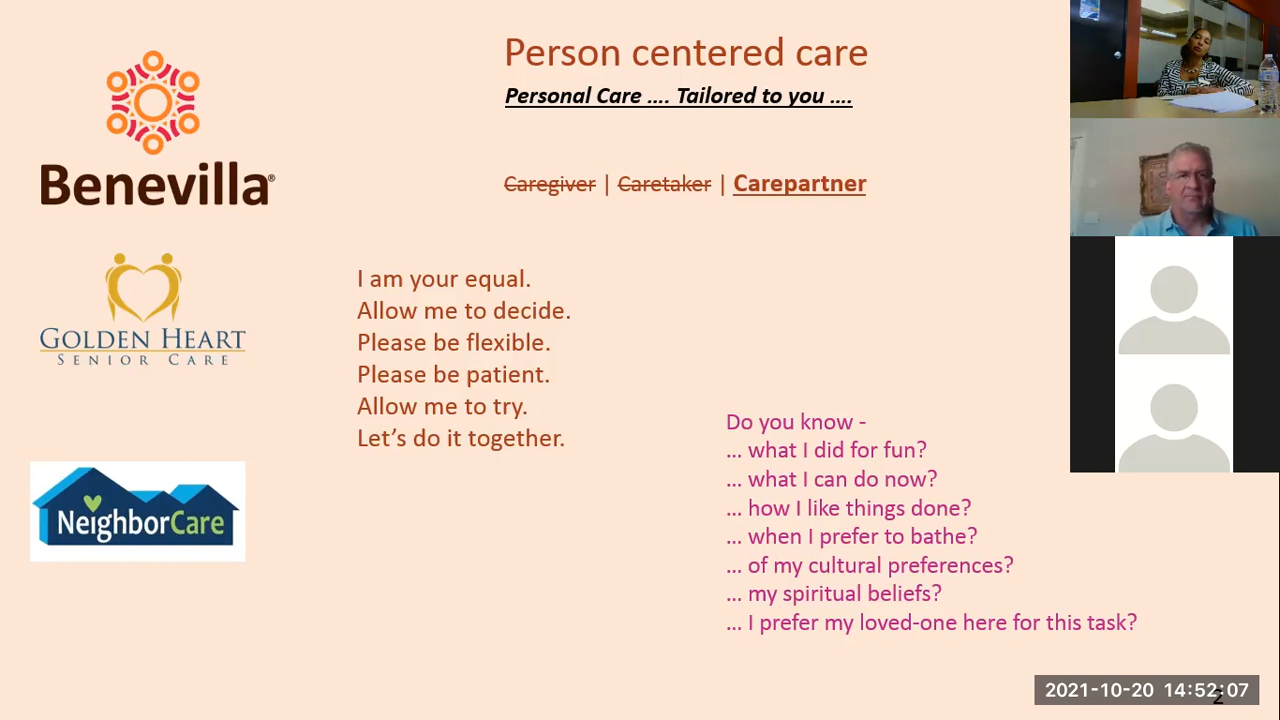 Person centered care
Personal Care .... Tailored to you ....
Benevilla®
Caregiver | Caretaker | Carepartner
GOLDEN HEART
SENIOR CARE
I am your equal.
Allow me to decide.
Please be flexible.
Please be patient.
Allow me to try.
Let’s do it together.
NeighborCare
Do you know -
... what I did for fun?
... what I can do now?
... how I like things done?
... when I prefer to bathe?
... of my cultural preferences?
... my spiritual beliefs?
... I prefer my loved-one here for this task?
2021-10-20 14:52:07
2